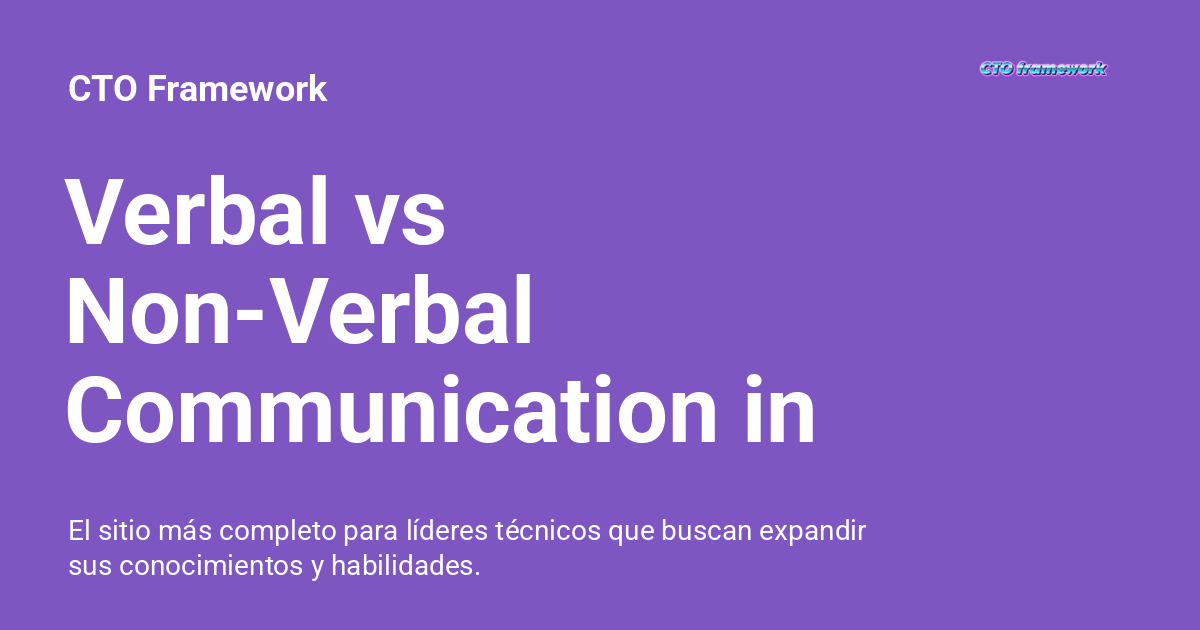 CTO Framework
CTO framework
Verbal vs
Non-Verbal
Communication in
El sitio más completo para líderes técnicos que buscan expandir
sus conocimientos y habilidades.